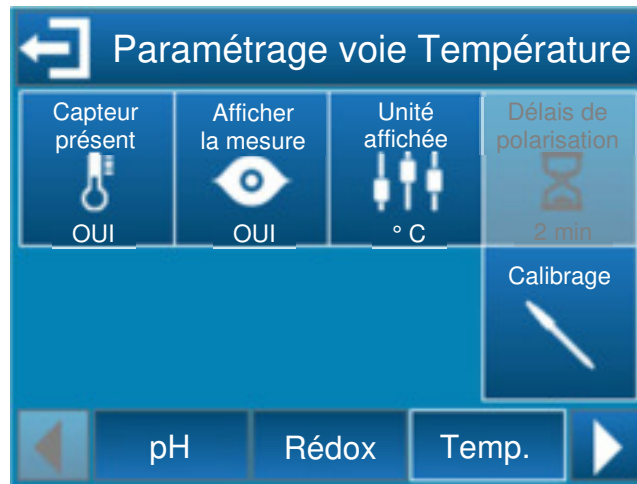 Paramétrage voie Température
Capteur
présent
OUI
Afficher
la mesure
OUI
Unité
affichée
° C
Délais de
polarisation
2 min
Calibrage
pH
Rédox
Temp.